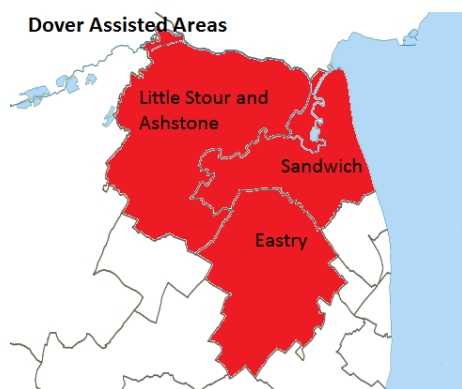 Dover Assisted Areas
Little Stour and
Ashstone
Sandwich
Eastry